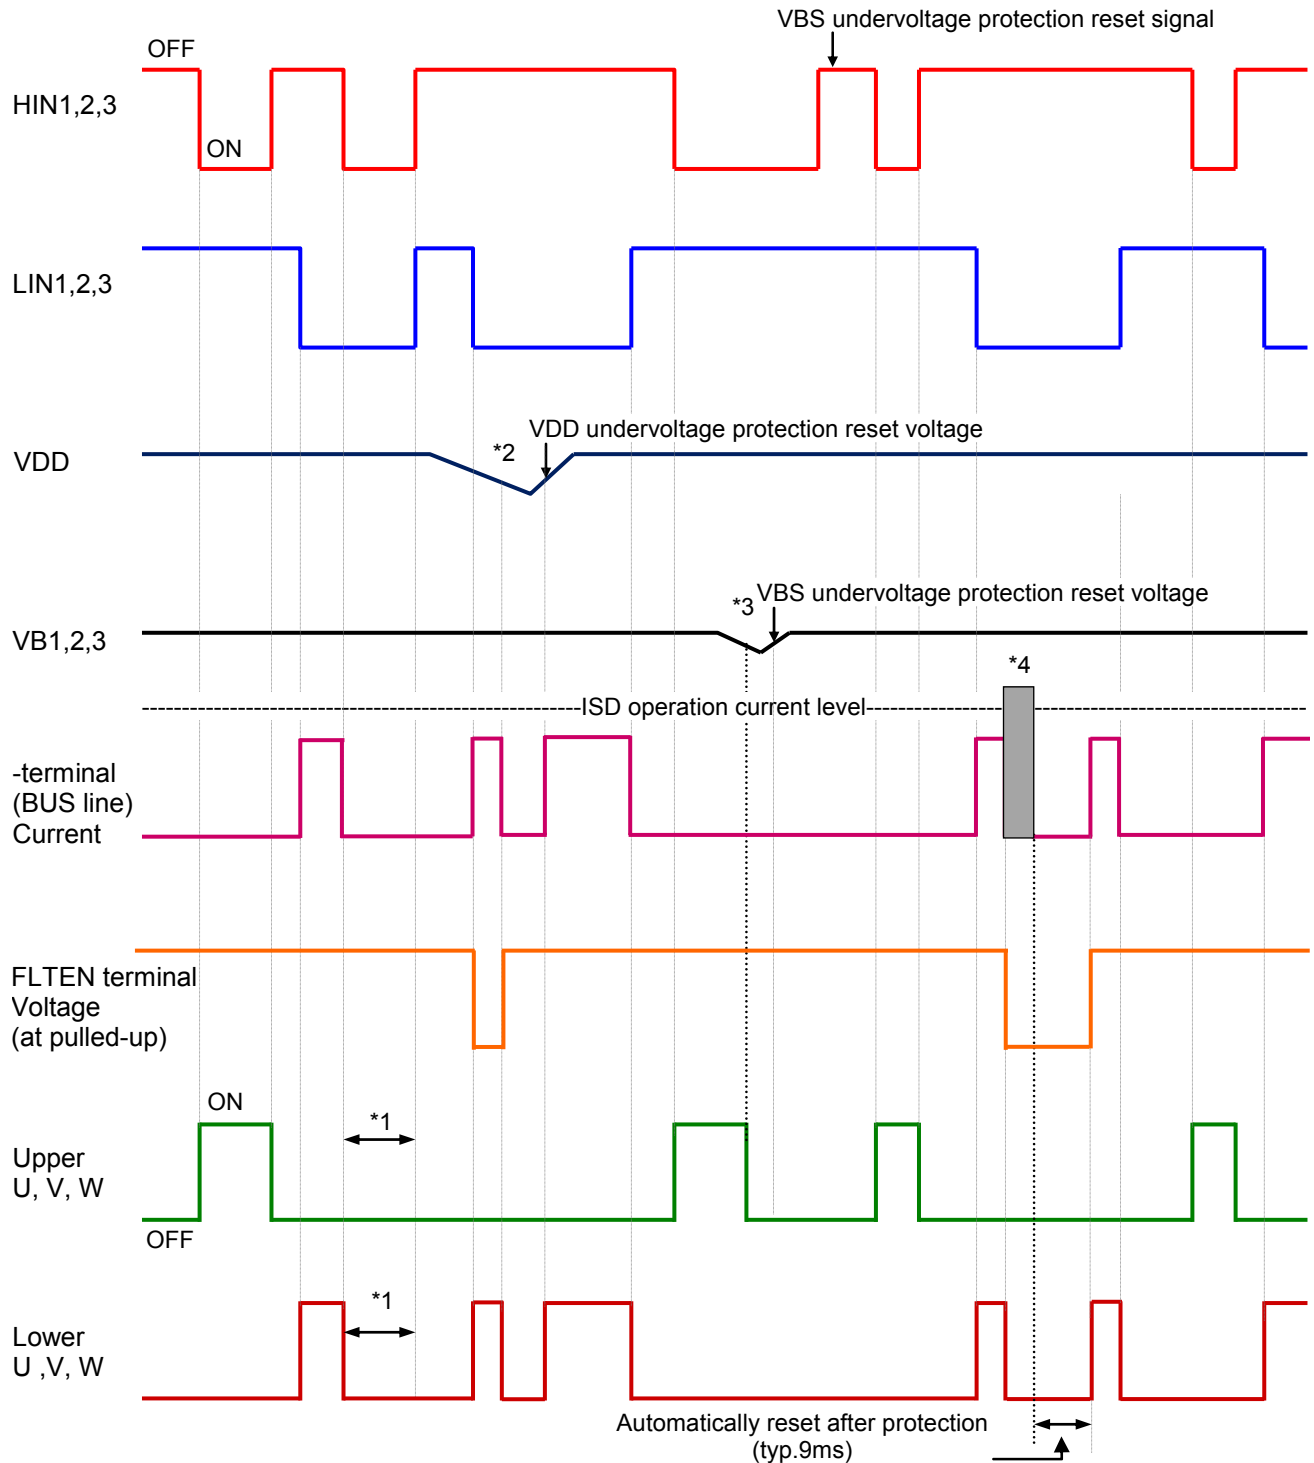 VBS undervoltage protection reset signal
OFF
HIN1,2,3
ON
LIN1,2,3
VDD undervoltage protection reset voltage
*2
VDD
VBS undervoltage protection reset voltage
*3
VB1,2,3
*4
ISD operation current level
-terminal
(BUS line)
Current
FLTEN terminal
Voltage
(at pulled-up)
ON
*1
Upper
U, V, W
OFF
*1
Lower
U ,V, W
Automatically reset after protection
(typ.9ms)